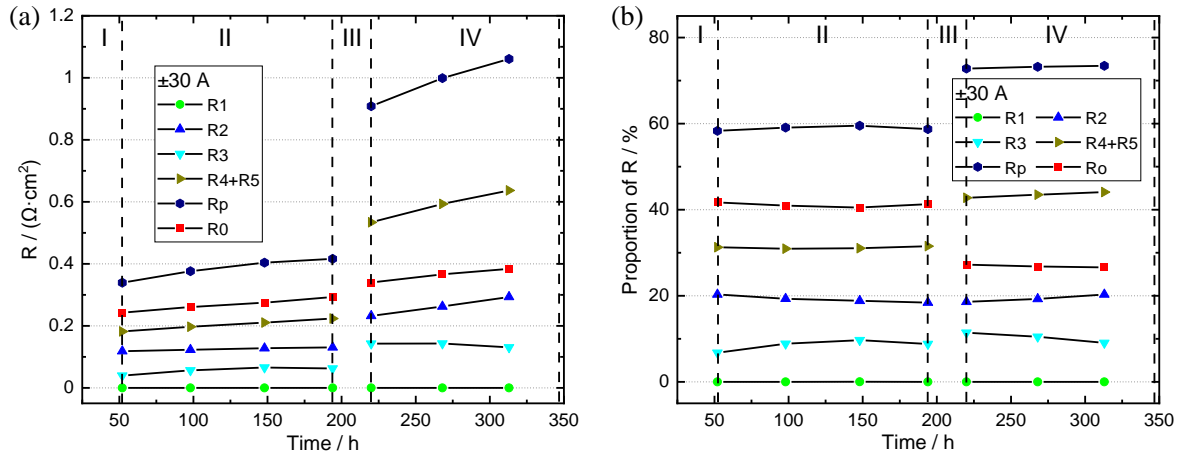 (a)
I II III IV
±30 A
R1
R2
R3
R4+R5
Rp
R0
R / (Ω·cm²)
1.2
1
0.8
0.6
0.4
0.2
0
0 50 100 150 200 250 300 350
Time / h
(b)
I II III IV
±30 A
R1 R2
R3 R4+R5
Rp Ro
Proportion of R / %
80
60
40
20
0
0 50 100 150 200 250 300 350
Time / h